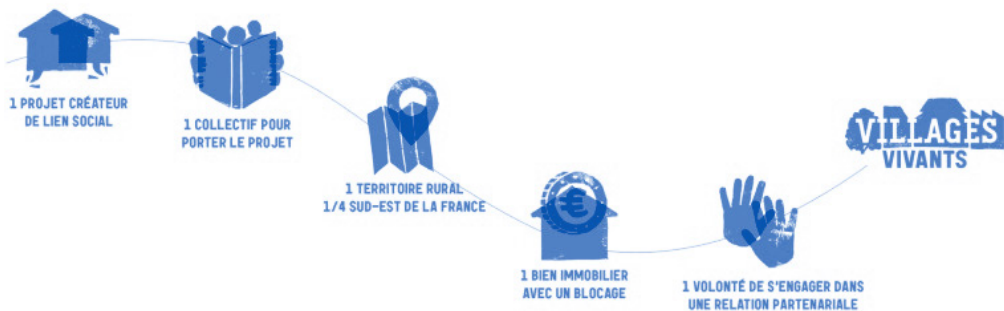 1 PROJET CRÉATEUR
DE LIEN SOCIAL
1 COLLECTIF POUR
PORTER LE PROJET
1 TERRITOIRE RURAL
1/4 SUD-EST DE LA FRANCE
1 BIEN IMMOBILIER
AVEC UN BLOCAGE
1 VOLONTÉ DE S'ENGAGER DANS
UNE RELATION PARTENARIALE
VILLAGES
VIVANTS